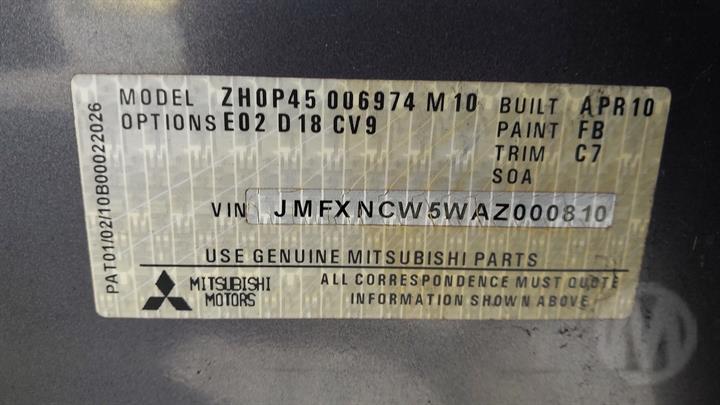 MODEL ZH0P45 006974 M10 BUILT APR10
OPTIONS E02 D18 CV9 PAINT FB
TRIM C7
SOA
VIN JMFXNCW5WAZ000810
USE GENUINE MITSUBISHI PARTS
MITSUBISHI MOTORS
ALL CORRESPONDENCE MUST QUOTE
INFORMATION SHOWN ABOVE
PAT01/02/10B00022026